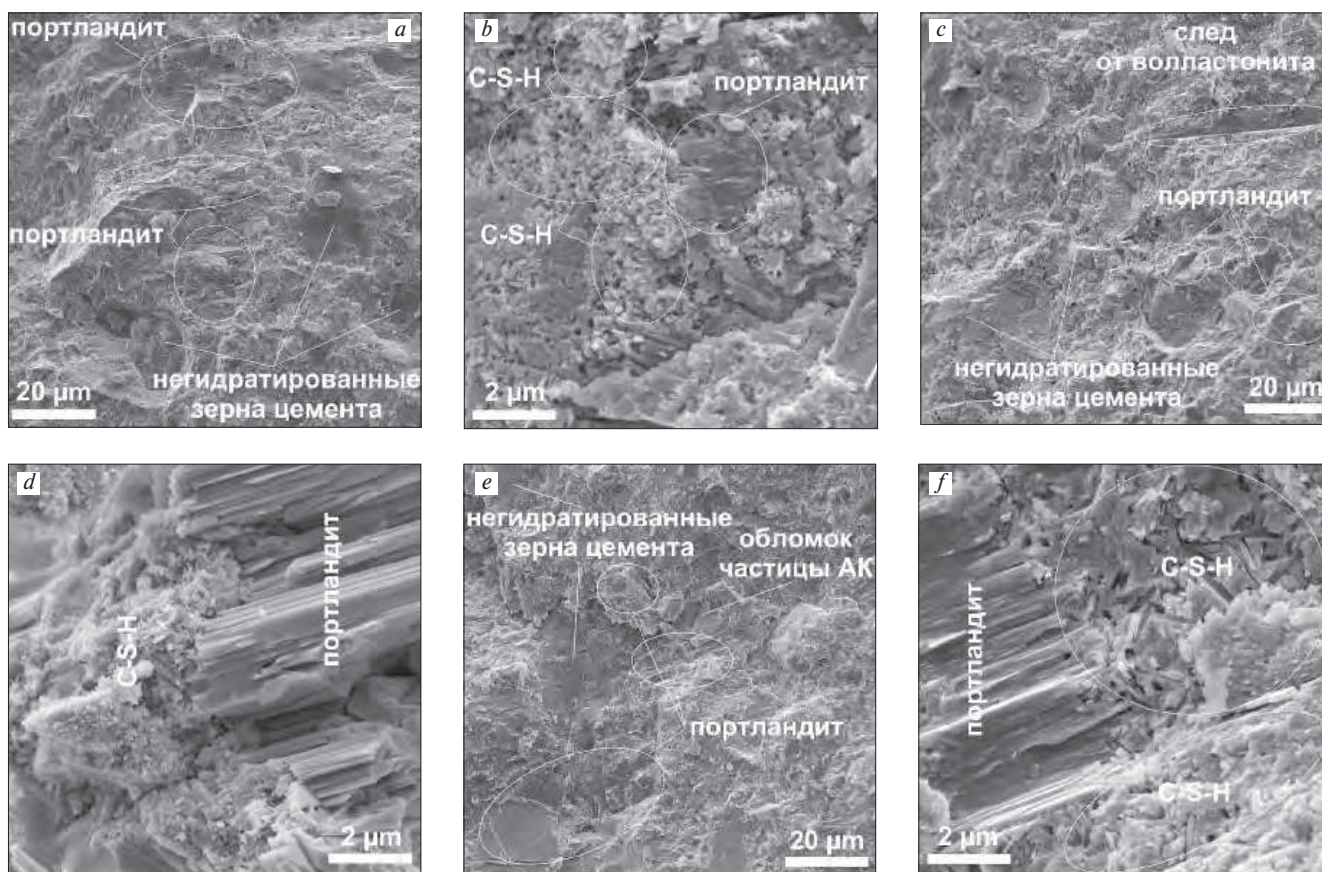 a
портландит
портландит
негидратированные
зерна цемента
20 µm
b
C-S-H
портландит
C-S-H
2 µm
c
след
от волластонита
портландит
негидратированные
зерна цемента
20 µm
d
C-S-H
портландит
2 µm
e
негидратированные
зерна цемента
обломок
частицы АК
портландит
20 µm
f
C-S-H
портландит
C-S-H
2 µm